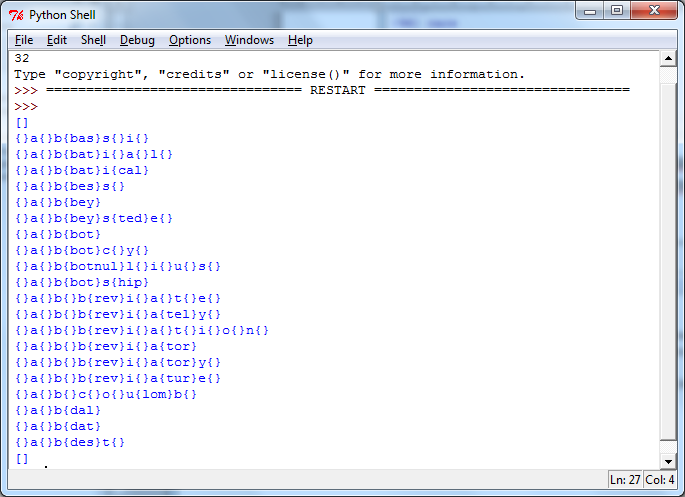 Python Shell
File Edit Shell Debug Options Windows Help
32
Type "copyright", "credits" or "license()" for more information.
>>> ================================ RESTART ================================
>>>
[]
{}a{}b{bas}s{}i{}
{}a{}b{bat}i{}a{}l{}
{}a{}b{bat}i{cal}
{}a{}b{bes}s{}
{}a{}b{bey}
{}a{}b{bey}s{ted}e{}
{}a{}b{bot}
{}a{}b{bot}c{}y{}
{}a{}b{botnul}l{}i{}u{}s{}
{}a{}b{bot}s{hip}
{}a{}b{}b{rev}i{}a{}t{}e{}
{}a{}b{}b{rev}i{}a{tel}y{}
{}a{}b{}b{rev}i{}a{}t{}i{}o{}n{}
{}a{}b{}b{rev}i{}a{tor}
{}a{}b{}b{rev}i{}a{tor}y{}
{}a{}b{}b{rev}i{}a{tur}e{}
{}a{}b{}c{}o{}u{lom}b{}
{}a{}b{dal}
{}a{}b{dat}
{}a{}b{des}t{}
[]
Ln: 27 Col: 4